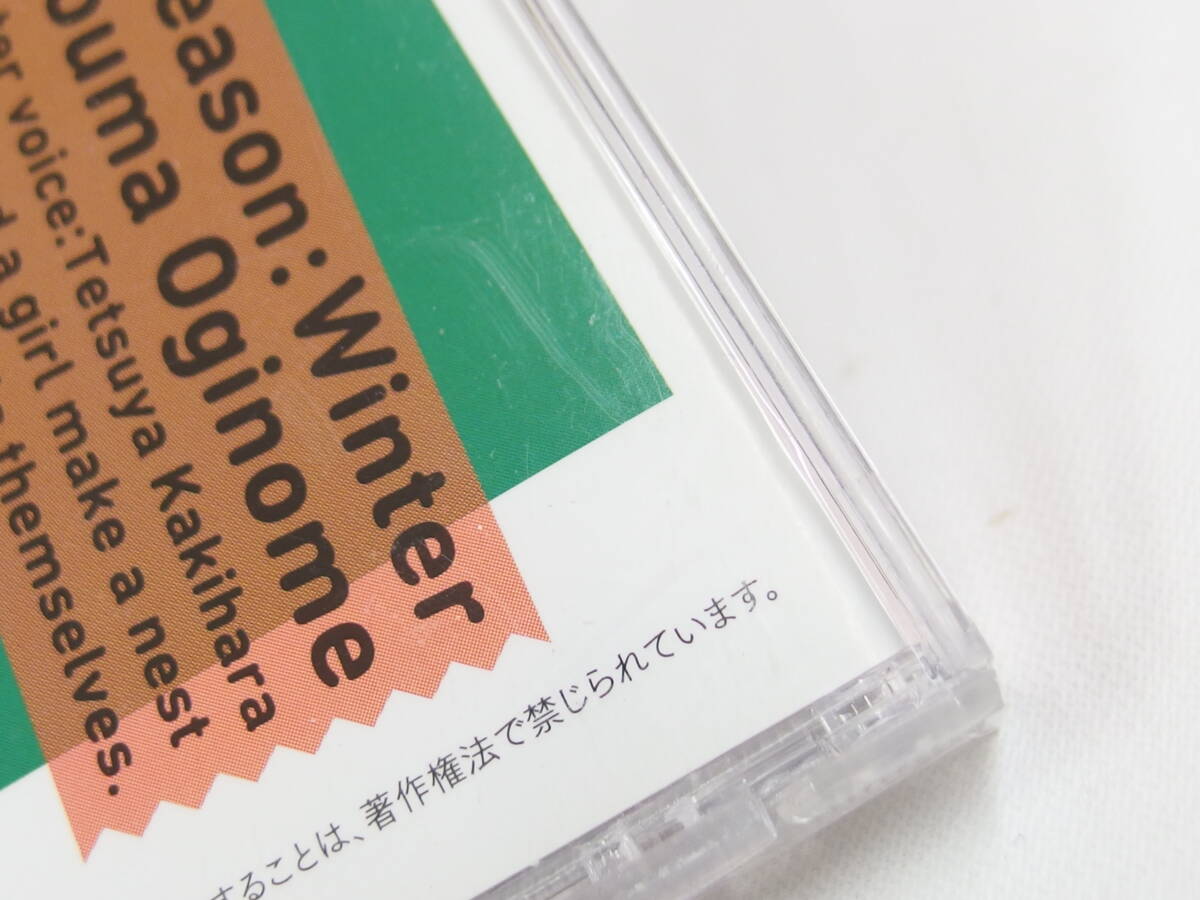 eason:Winter
ouma Oginome
er voice:Tetsuya Kakihara
d a girl make a nest
themselves.
することは、著作権法で禁じられています。